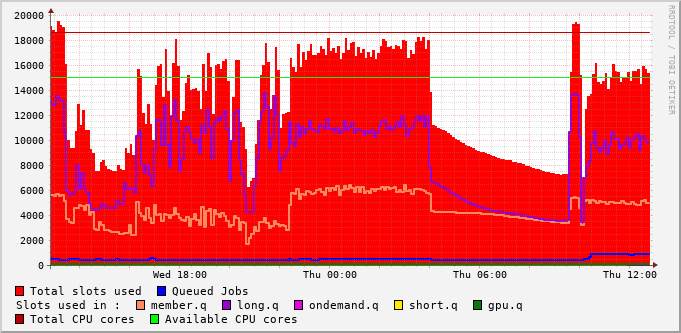 20000
18000
16000
14000
12000
10000
8000
6000
4000
2000
0
Wed 18:00 Thu 00:00 Thu 06:00 Thu 12:00
RRDTOOL / TOBI OETIKER
Total slots used Queued Jobs
Slots used in : member.q long.q ondemand.q short.q gpu.q
Total CPU cores Available CPU cores